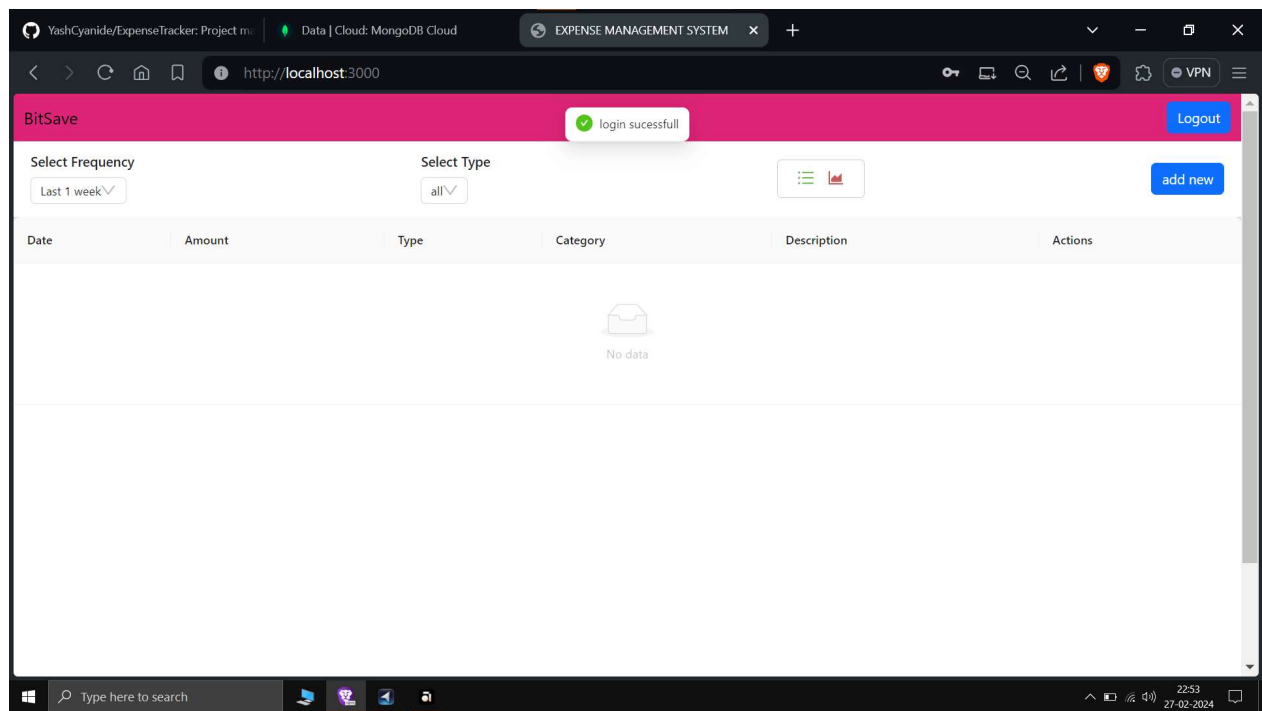 YashCyanide/ExpenseTracker: Project ma
Data | Cloud: MongoDB Cloud
EXPENSE MANAGEMENT SYSTEM
http://localhost:3000
VPN
BitSave
login sucessfull
Logout
Select Frequency
Select Type
Last 1 week
all
add new
Date Amount Type Category Description Actions
No data
Type here to search
22:53
27-02-2024